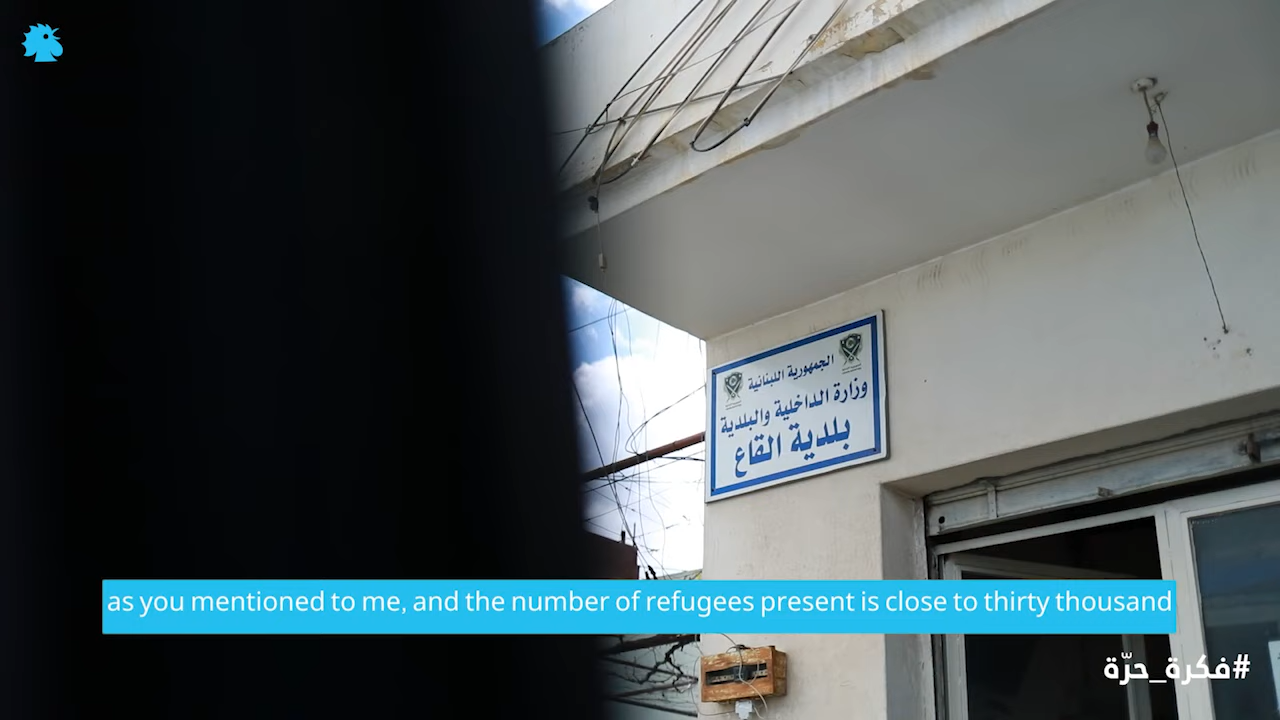 الجمهورية اللبنانية
وزارة الداخلية والبلدية
بلدية القاع
as you mentioned to me, and the number of refugees present is close to thirty thousand
#فكرة_حرّة